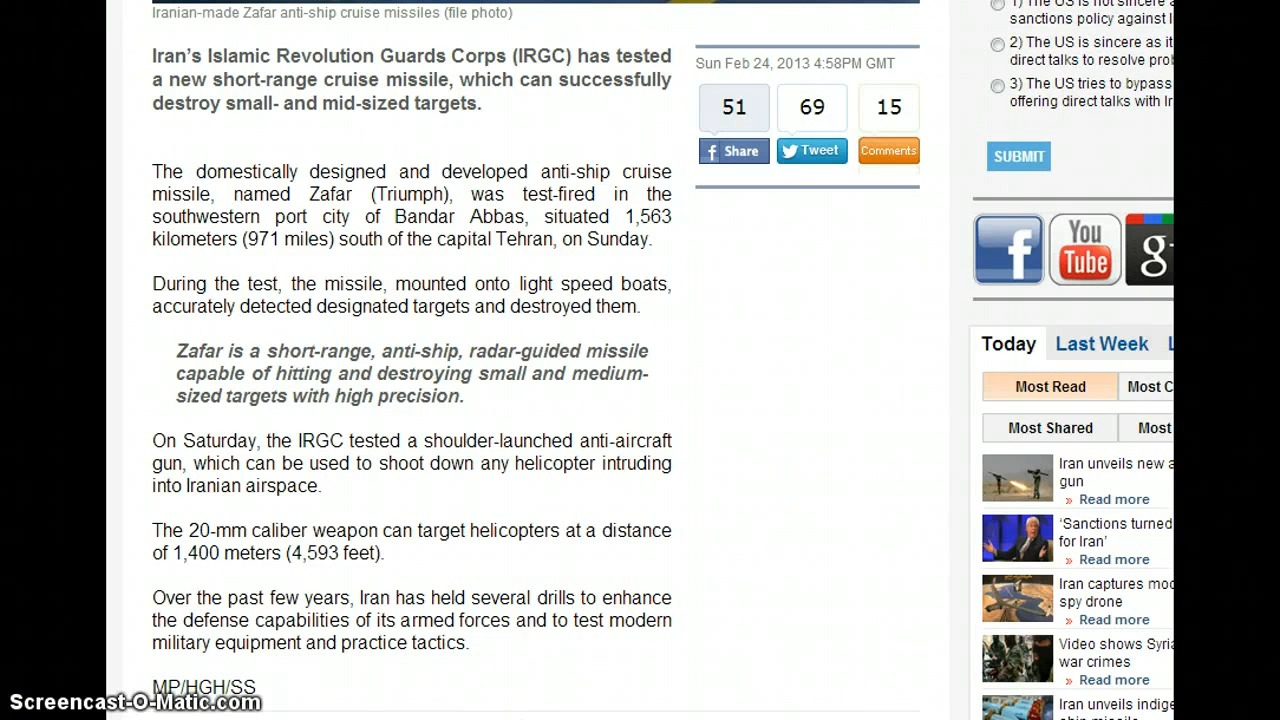 Iranian-made Zafar anti-ship cruise missiles (file photo)
Iran’s Islamic Revolution Guards Corps (IRGC) has tested
a new short-range cruise missile, which can successfully
destroy small- and mid-sized targets.
The domestically designed and developed anti-ship cruise
missile, named Zafar (Triumph), was test-fired in the
southwestern port city of Bandar Abbas, situated 1,563
kilometers (971 miles) south of the capital Tehran, on Sunday.
During the test, the missile, mounted onto light speed boats,
accurately detected designated targets and destroyed them.
Zafar is a short-range, anti-ship, radar-guided missile
capable of hitting and destroying small and medium-
sized targets with high precision.
On Saturday, the IRGC tested a shoulder-launched anti-aircraft
gun, which can be used to shoot down any helicopter intruding
into Iranian airspace.
The 20-mm caliber weapon can target helicopters at a distance
of 1,400 meters (4,593 feet).
Over the past few years, Iran has held several drills to enhance
the defense capabilities of its armed forces and to test modern
military equipment and practice tactics.
MP/HGH/SS
Sun Feb 24, 2013 4:58PM GMT
51 69 15
Share Tweet Comments
1) The US is not sincere a
sanctions policy against I
2) The US is sincere as it
direct talks to resolve pro
3) The US tries to bypass
offering direct talks with Ir
SUBMIT
You
Tube
g+
Today Last Week
Most Read Most C
Most Shared Most
Iran unveils new a
gun
» Read more
‘Sanctions turned
for Iran’
» Read more
Iran captures mod
spy drone
» Read more
Video shows Syria
war crimes
» Read more
Iran unveils indige
Screencast-O-Matic.com